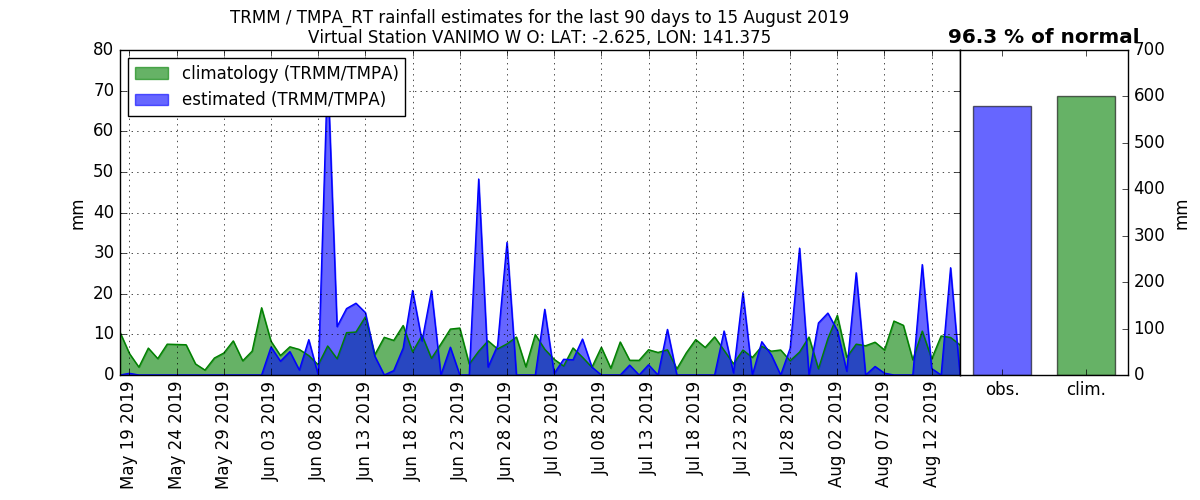 TRMM / TMPA_RT rainfall estimates for the last 90 days to 15 August 2019
Virtual Station VANIMO W O: LAT: -2.625, LON: 141.375
96.3 % of normal
climatology (TRMM/TMPA)
estimated (TRMM/TMPA)
80
70
60
50
40
30
20
10
0
mm
May 19 2019
May 24 2019
May 29 2019
Jun 03 2019
Jun 08 2019
Jun 13 2019
Jun 18 2019
Jun 23 2019
Jun 28 2019
Jul 03 2019
Jul 08 2019
Jul 13 2019
Jul 18 2019
Jul 23 2019
Jul 28 2019
Aug 02 2019
Aug 07 2019
Aug 12 2019
obs.
clim.
700
600
500
400
300
200
100
0
mm